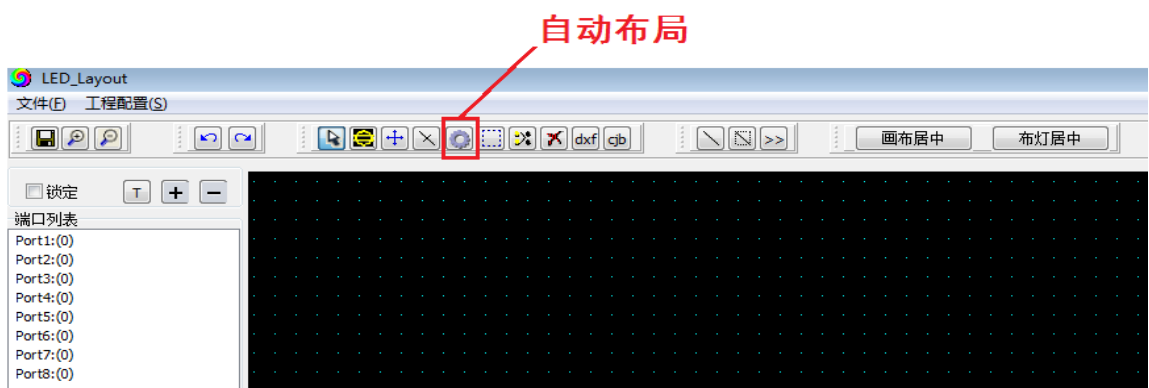 自动布局
LED_Layout
文件(F) 工程配置(S)
dxf cjb >> 画布居中 布灯居中
锁定 T + −
端口列表
Port1:(0)
Port2:(0)
Port3:(0)
Port4:(0)
Port5:(0)
Port6:(0)
Port7:(0)
Port8:(0)